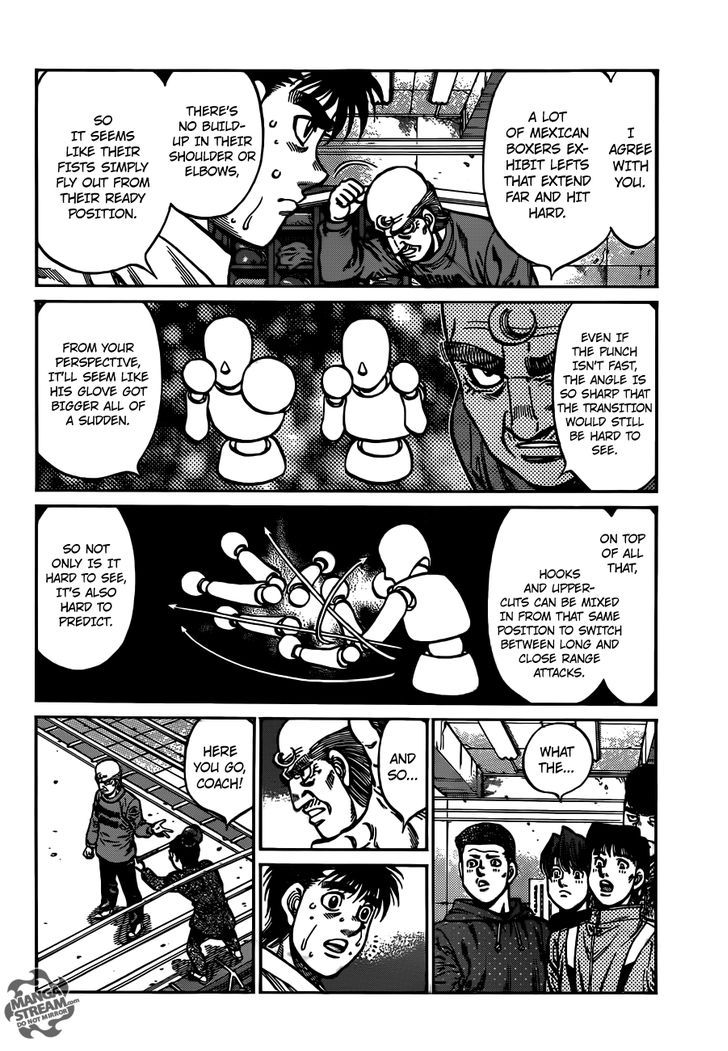 I
AGREE
WITH
YOU.
A LOT
OF MEXICAN
BOXERS EX-
HIBIT LEFTS
THAT EXTEND
FAR AND HIT
HARD.
THERE'S
NO BUILD-
UP IN THEIR
SHOULDER OR
ELBOWS,
SO
IT SEEMS
LIKE THEIR
FISTS SIMPLY
FLY OUT FROM
THEIR READY
POSITION.
EVEN IF
THE PUNCH
ISN'T FAST,
THE ANGLE IS
SO SHARP THAT
THE TRANSITION
WOULD STILL
BE HARD TO
SEE.
FROM YOUR
PERSPECTIVE,
IT'LL SEEM LIKE
HIS GLOVE GOT
BIGGER ALL OF
A SUDDEN.
ON TOP
OF ALL
THAT,
HOOKS
AND UPPER-
CUTS CAN BE MIXED
IN FROM THAT SAME
POSITION TO SWITCH
BETWEEN LONG AND
CLOSE RANGE
ATTACKS.
SO NOT
ONLY IS IT
HARD TO SEE,
IT'S ALSO
HARD TO
PREDICT.
WHAT
THE...
AND
SO...
HERE
YOU GO,
COACH!
MANGA
STREAM.com
DO NOT MIRROR